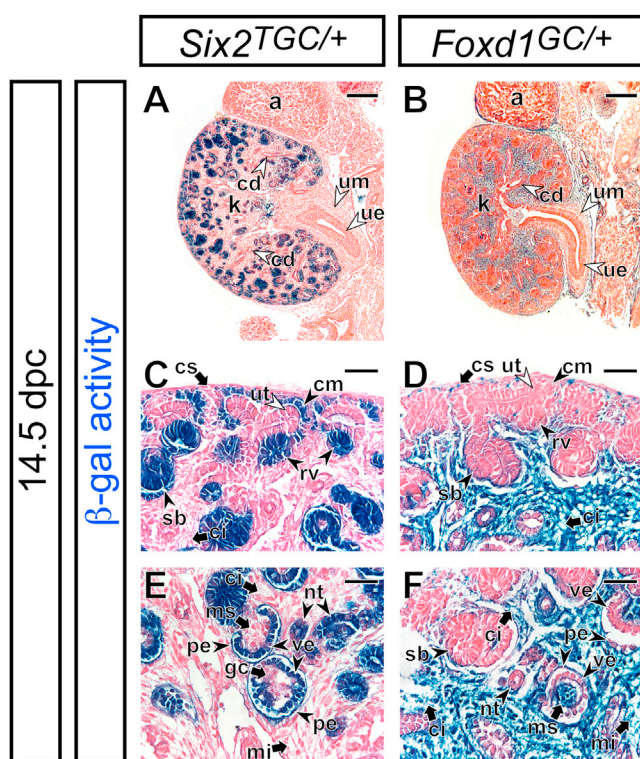 Six2TGC/+ Foxd1GC/+
14.5 dpc
β-gal activity
A a B a
cd um k ue cd
cd um k ue
C cs ut cm D cs ut cm
rv sb ci
rv sb ci
E ci nt ms pe ve gc pe mi
F ve ci pe sb ve nt ms ci mi